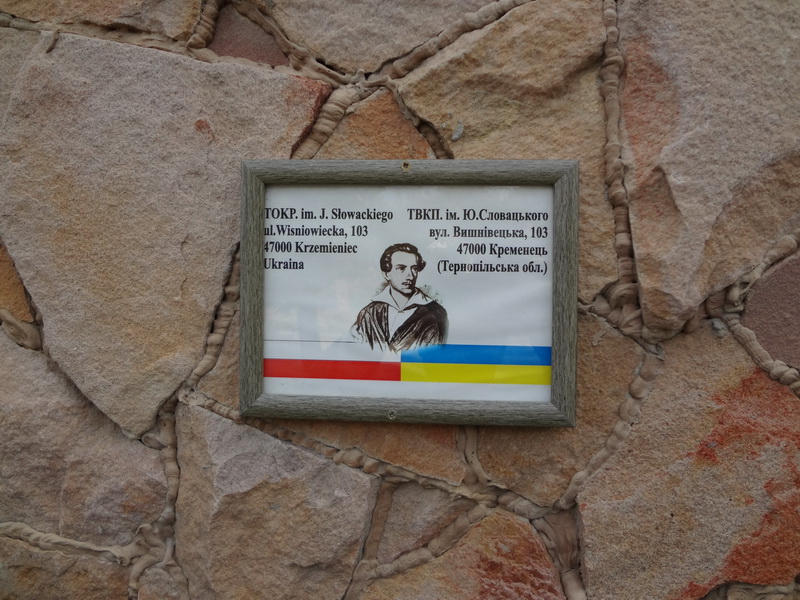 TOKP. im. J. Słowackiego
ul.Wisniowiecka, 103
47000 Krzemieniec
Ukraina
ТВКП. ім. Ю.Словацького
вул. Вишнівецька, 103
47000 Кременець
(Тернопільська обл.)